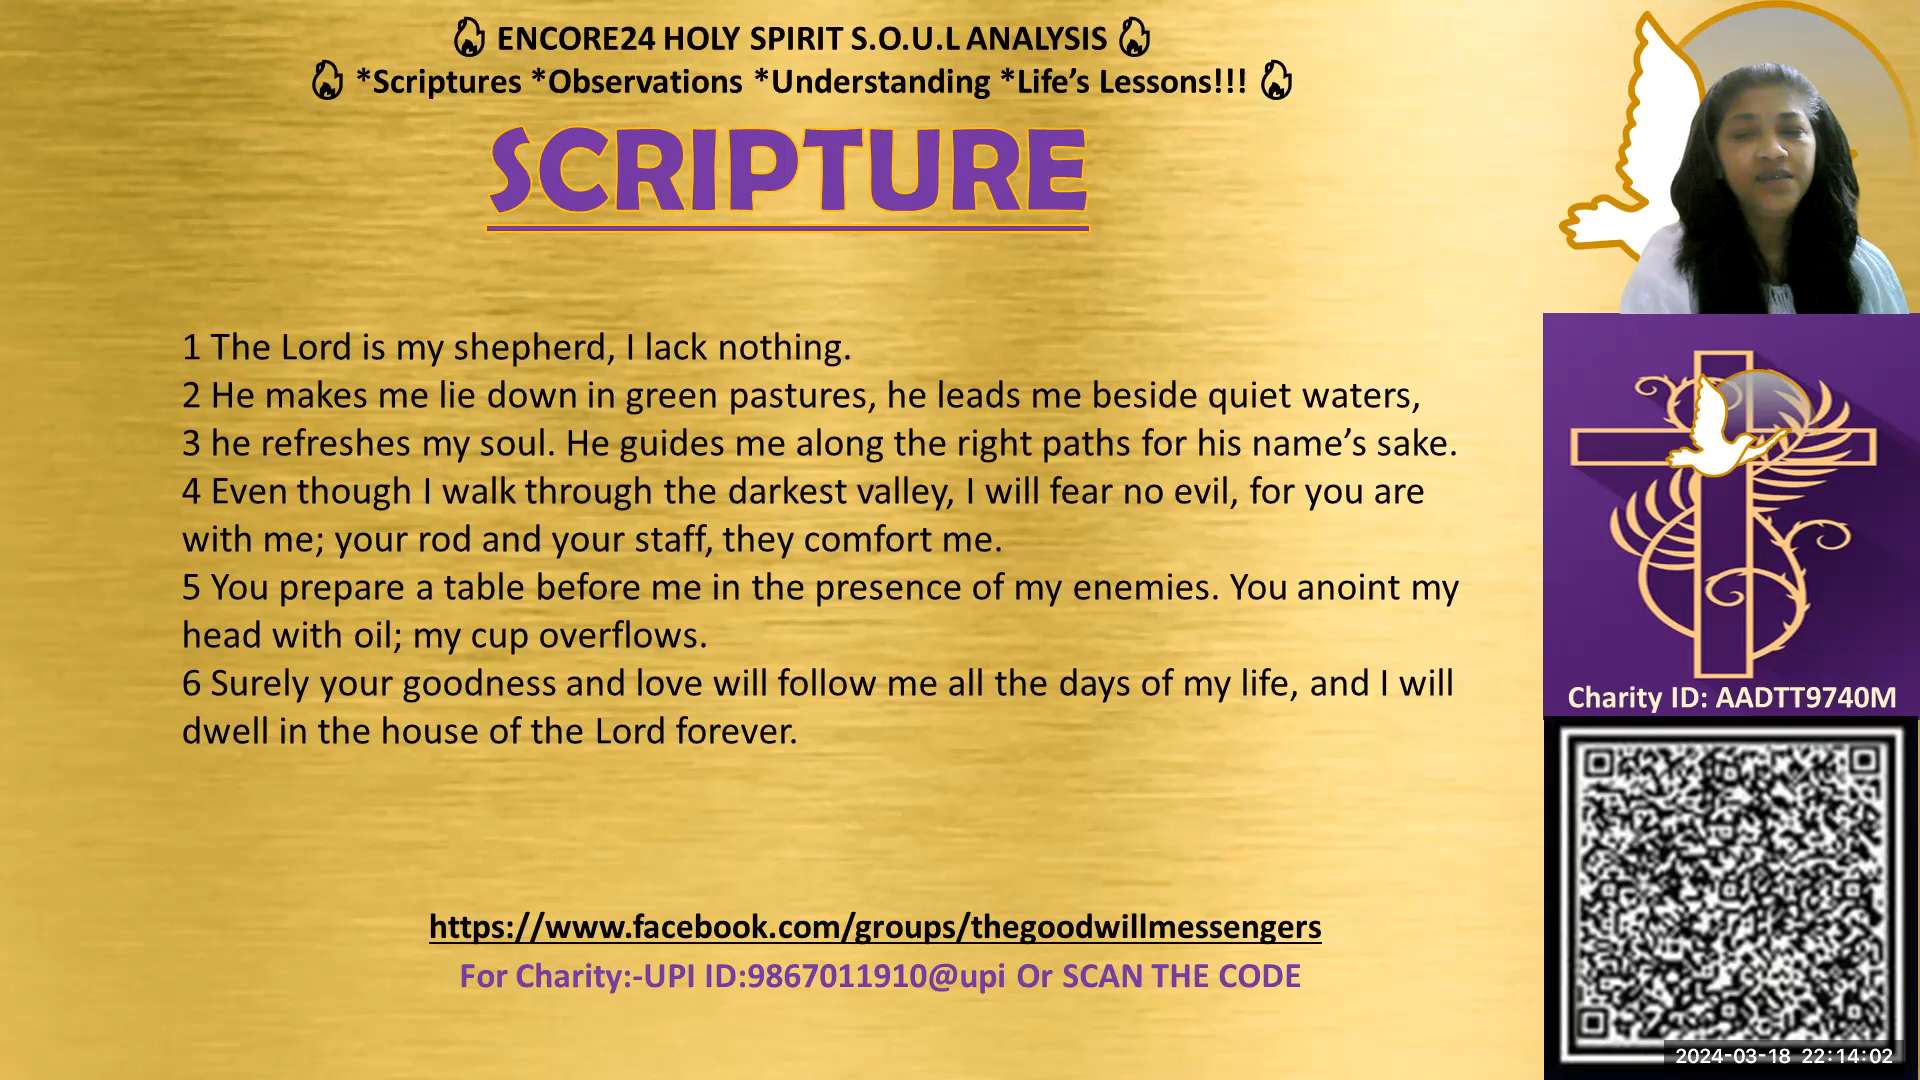 ENCORE24 HOLY SPIRIT S.O.U.L ANALYSIS
*Scriptures *Observations *Understanding *Life’s Lessons!!!
SCRIPTURE
1 The Lord is my shepherd, I lack nothing.
2 He makes me lie down in green pastures, he leads me beside quiet waters,
3 he refreshes my soul. He guides me along the right paths for his name’s sake.
4 Even though I walk through the darkest valley, I will fear no evil, for you are
with me; your rod and your staff, they comfort me.
5 You prepare a table before me in the presence of my enemies. You anoint my
head with oil; my cup overflows.
6 Surely your goodness and love will follow me all the days of my life, and I will
dwell in the house of the Lord forever.
https://www.facebook.com/groups/thegoodwillmessengers
For Charity:-UPI ID:9867011910@upi Or SCAN THE CODE
Charity ID: AADTT9740M
2024-03-18 22:14:02